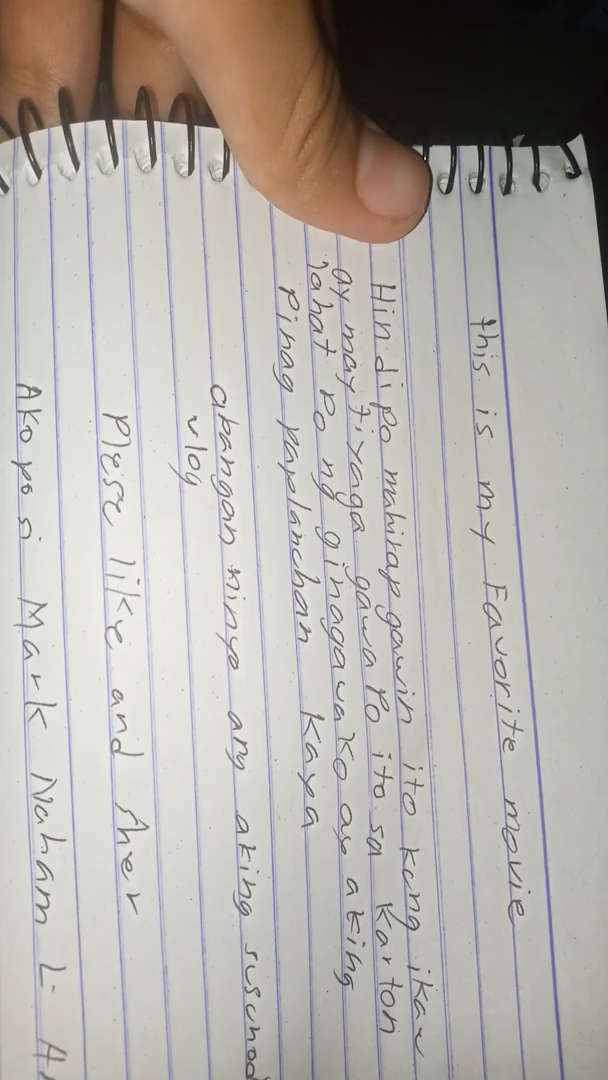 this is my Favorite movie
Hindi po mahirap gawin ito kung ikaw
ay may tiyaga gawa po ito sa karton
lahat po ng ginagawa ko ay aking
Pinag paplanohan kaya
abangan ninyo ang aking susunod
vlog
Plese like and sher
Ako po si Mark Naham L.